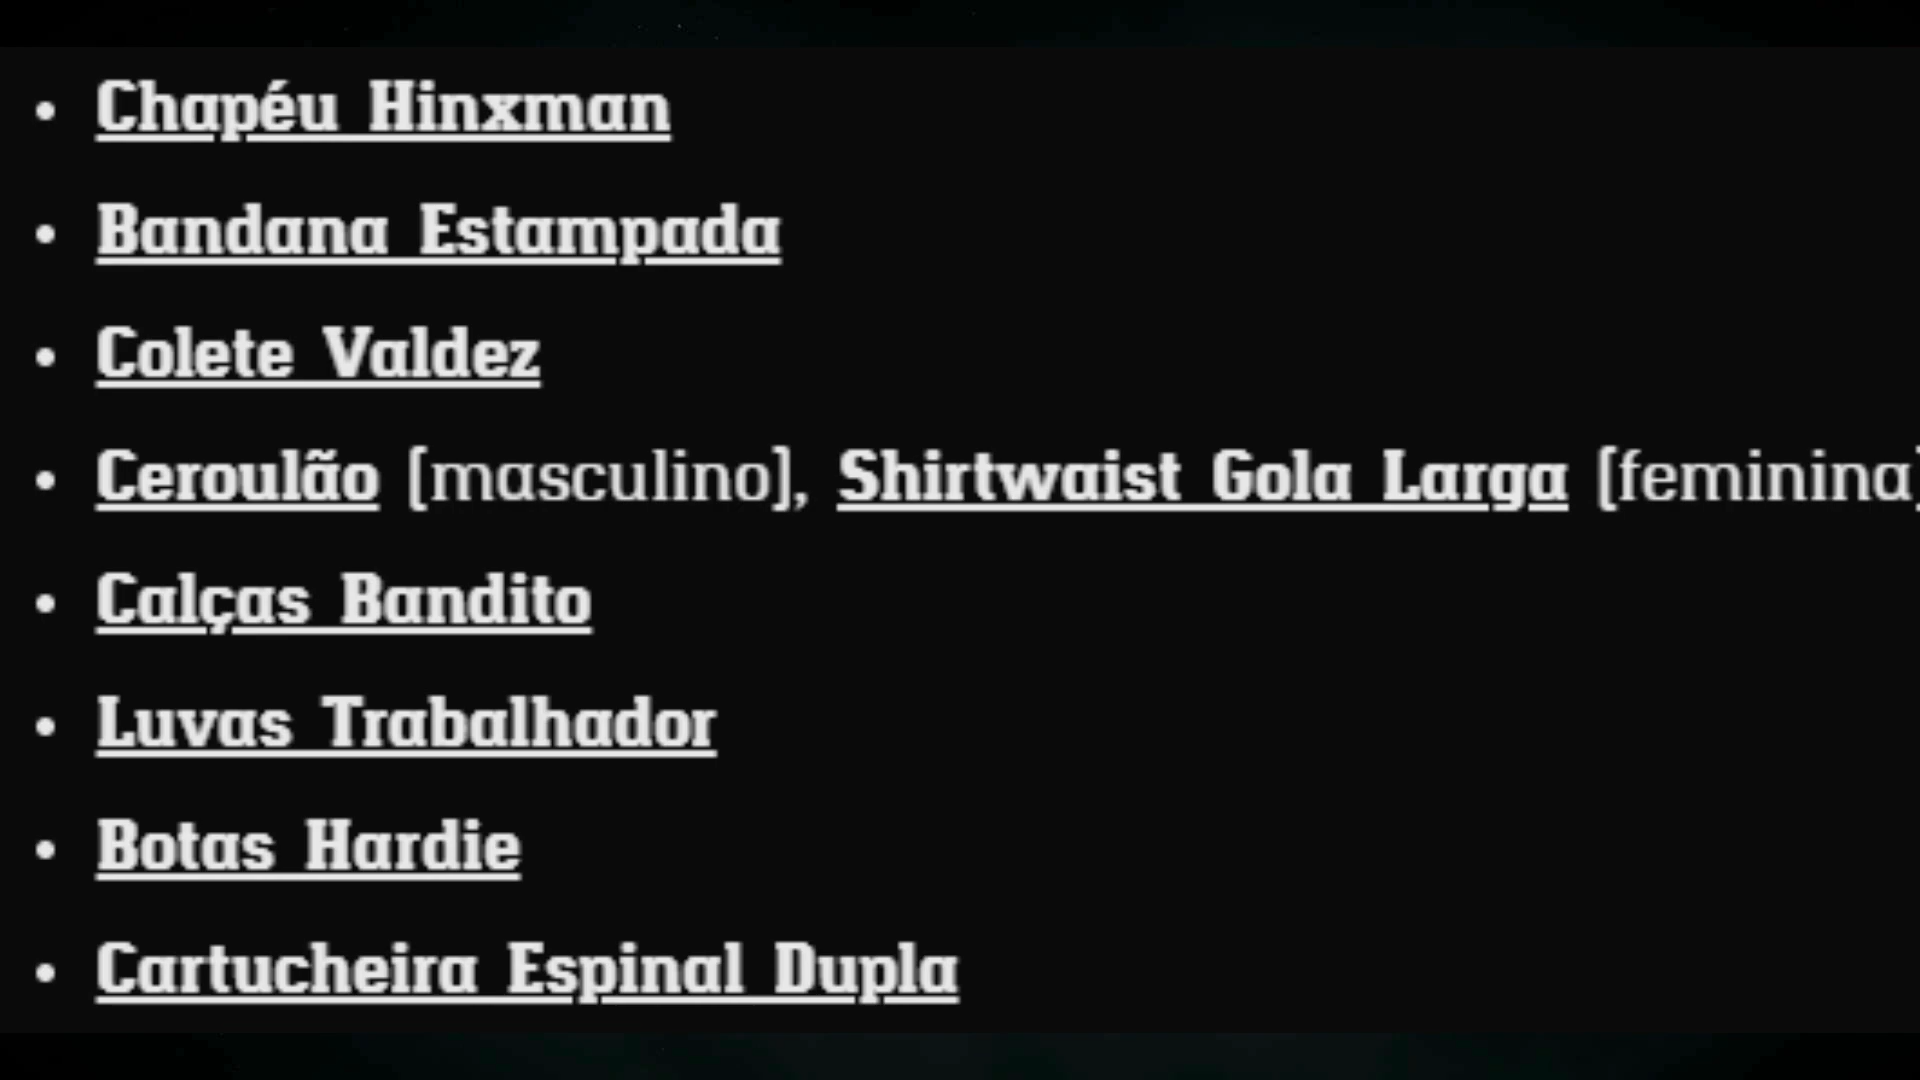 • Chapéu Hinxman
• Bandana Estampada
• Colete Valdez
• Ceroulão (masculino), Shirtwaist Gola Larga (feminina)
• Calças Bandito
• Luvas Trabalhador
• Botas Hardie
• Cartucheira Espinal Dupla